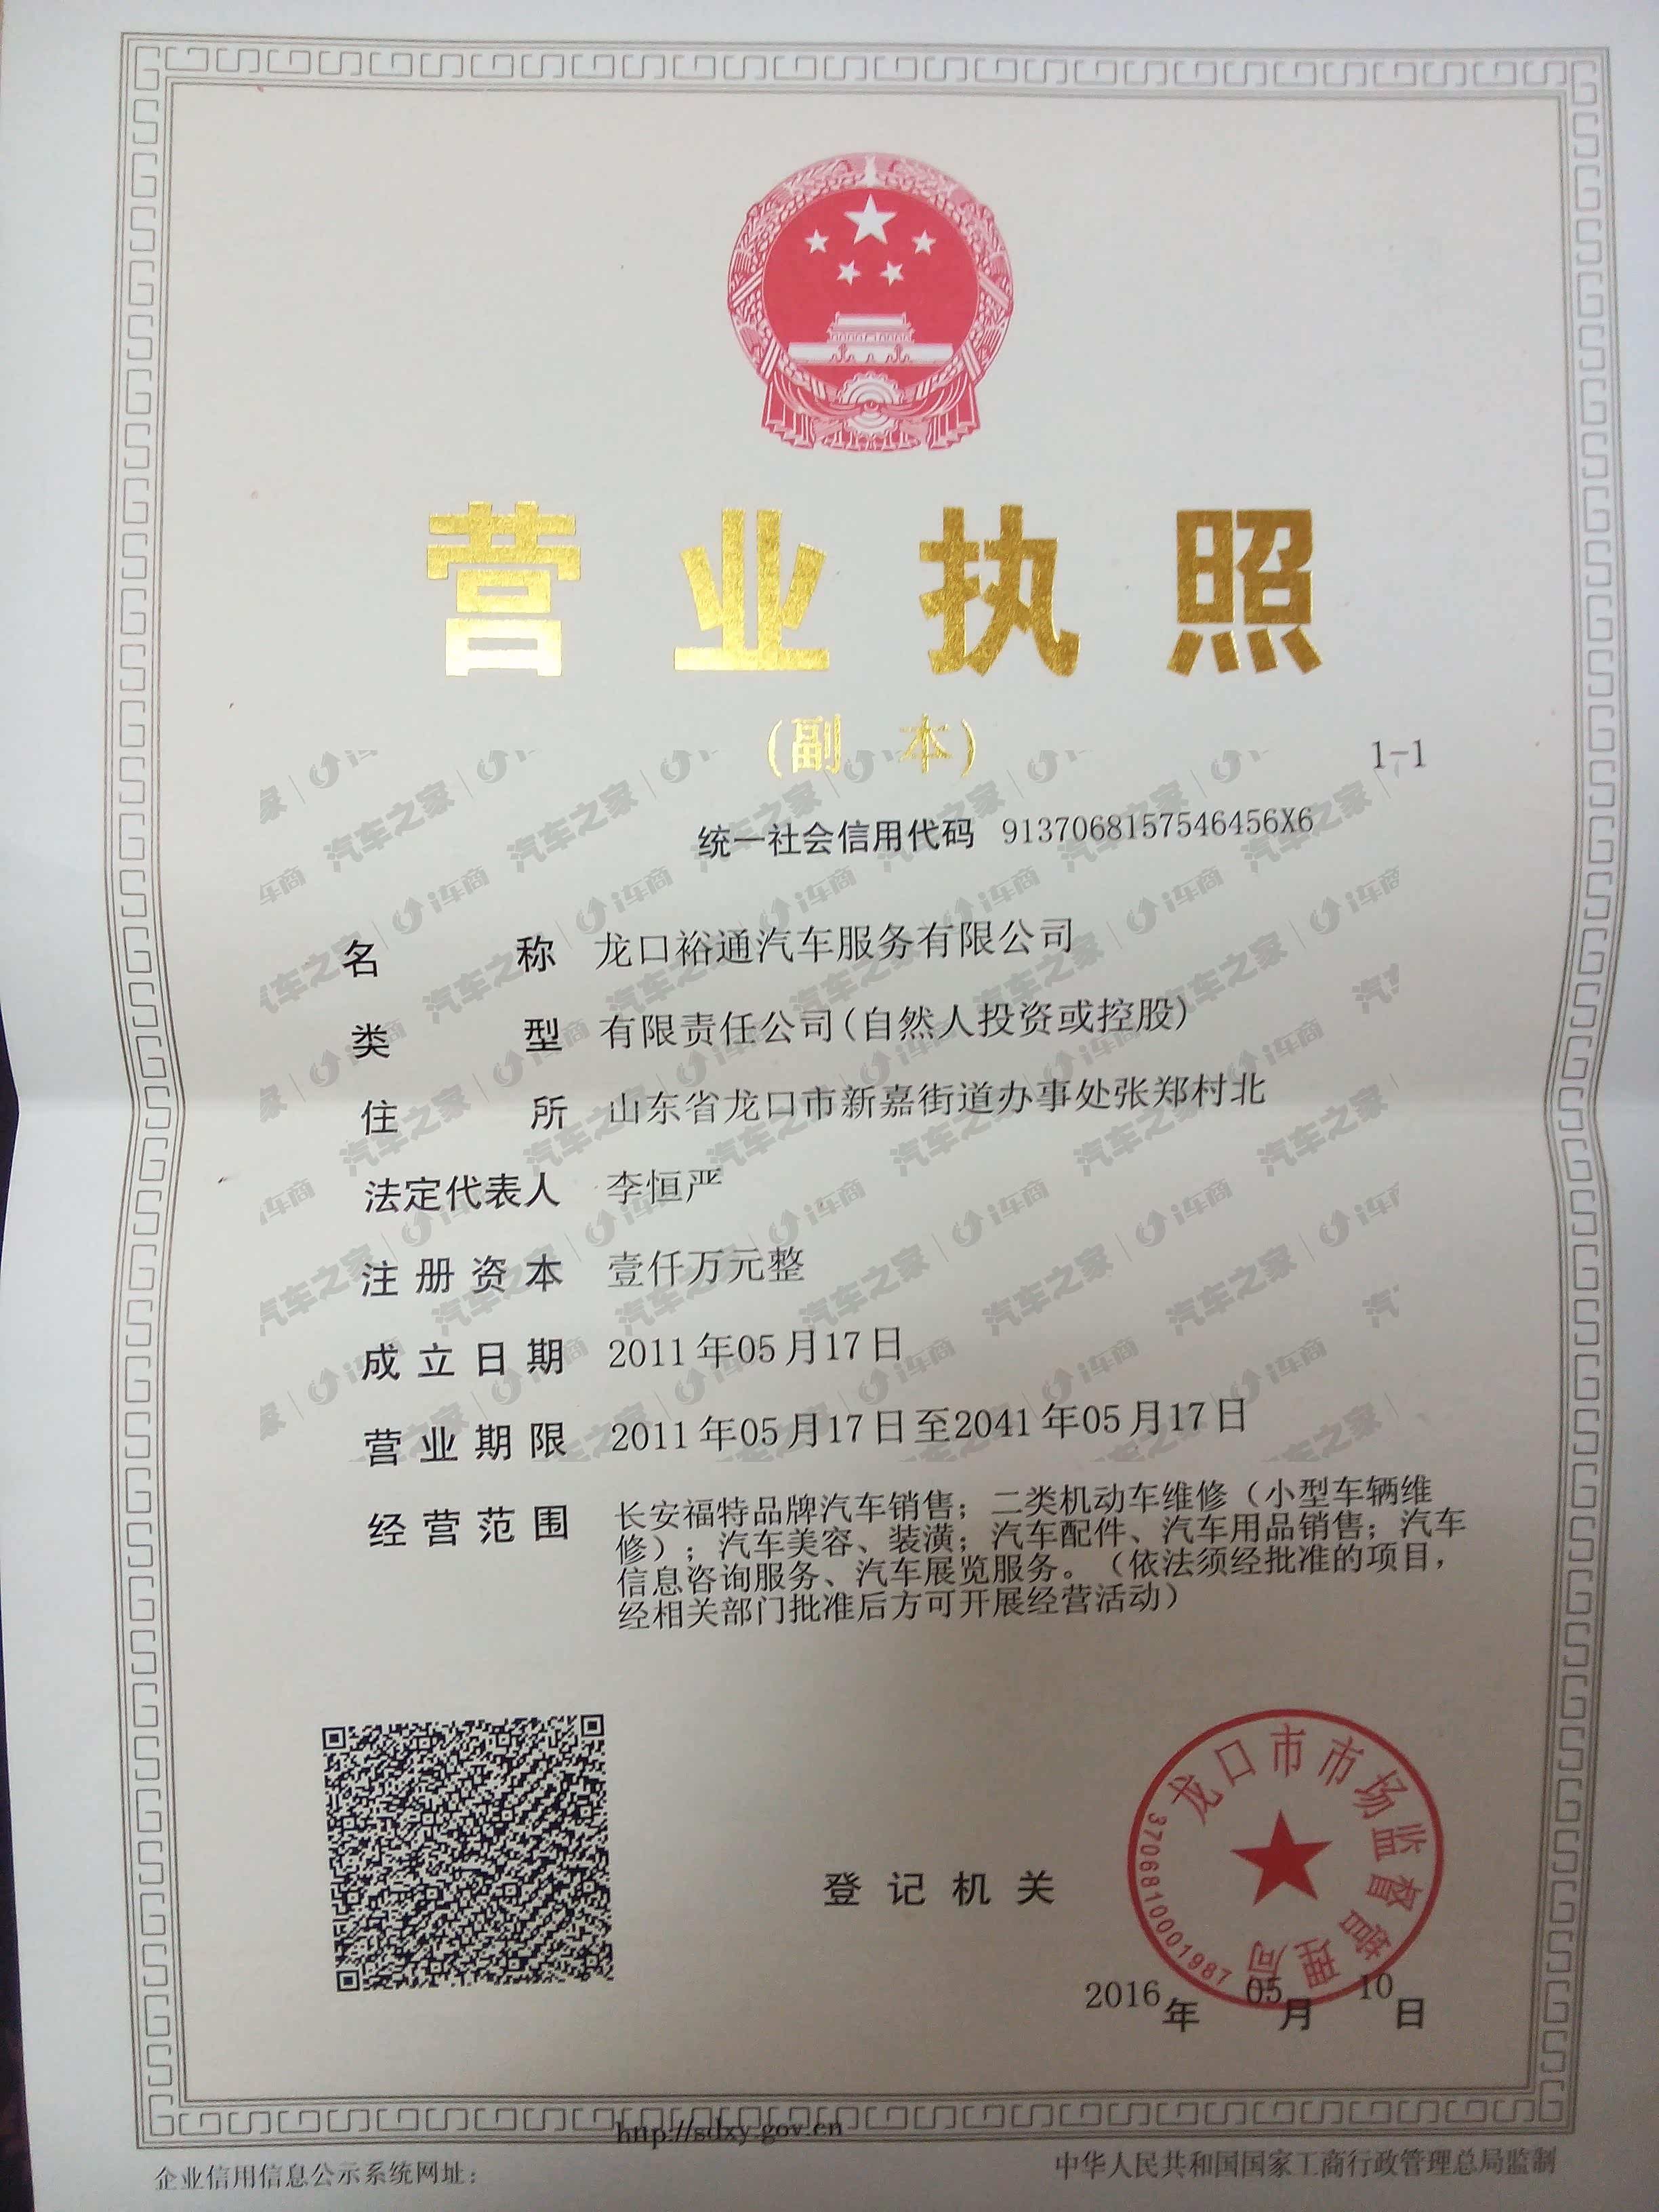 营业执照
(副 本)
1-1
统一社会信用代码 9137068157546456X6
名 称 龙口裕通汽车服务有限公司
类 型 有限责任公司(自然人投资或控股)
住 所 山东省龙口市新嘉街道办事处张郑村北
法定代表人 李恒严
注册资本 壹仟万元整
成立日期 2011年05月17日
营业期限 2011年05月17日至2041年05月17日
经营范围 长安福特品牌汽车销售；二类机动车维修（小型车辆维
修）；汽车美容、装潢；汽车配件、汽车用品销售；汽车
信息咨询服务、汽车展览服务。（依法须经批准的项目，
经相关部门批准后方可开展经营活动）
登记机关
龙口市市场监督管理局
3706810001987
2016年05月10日
http://sdxy.gov.cn
企业信用信息公示系统网址：
中华人民共和国国家工商行政管理总局监制
汽车之家 | i车商